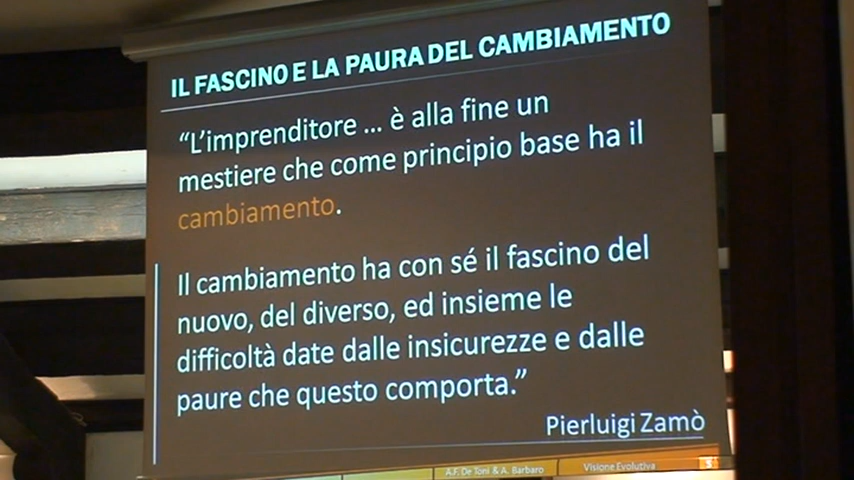 IL FASCINO E LA PAURA DEL CAMBIAMENTO
“L’imprenditore ... è alla fine un
mestiere che come principio base ha il
cambiamento.
Il cambiamento ha con sé il fascino del
nuovo, del diverso, ed insieme le
difficoltà date dalle insicurezze e dalle
paure che questo comporta.”
Pierluigi Zamò
A.F. De Toni & A. Barbaro Visione Evolutiva 5